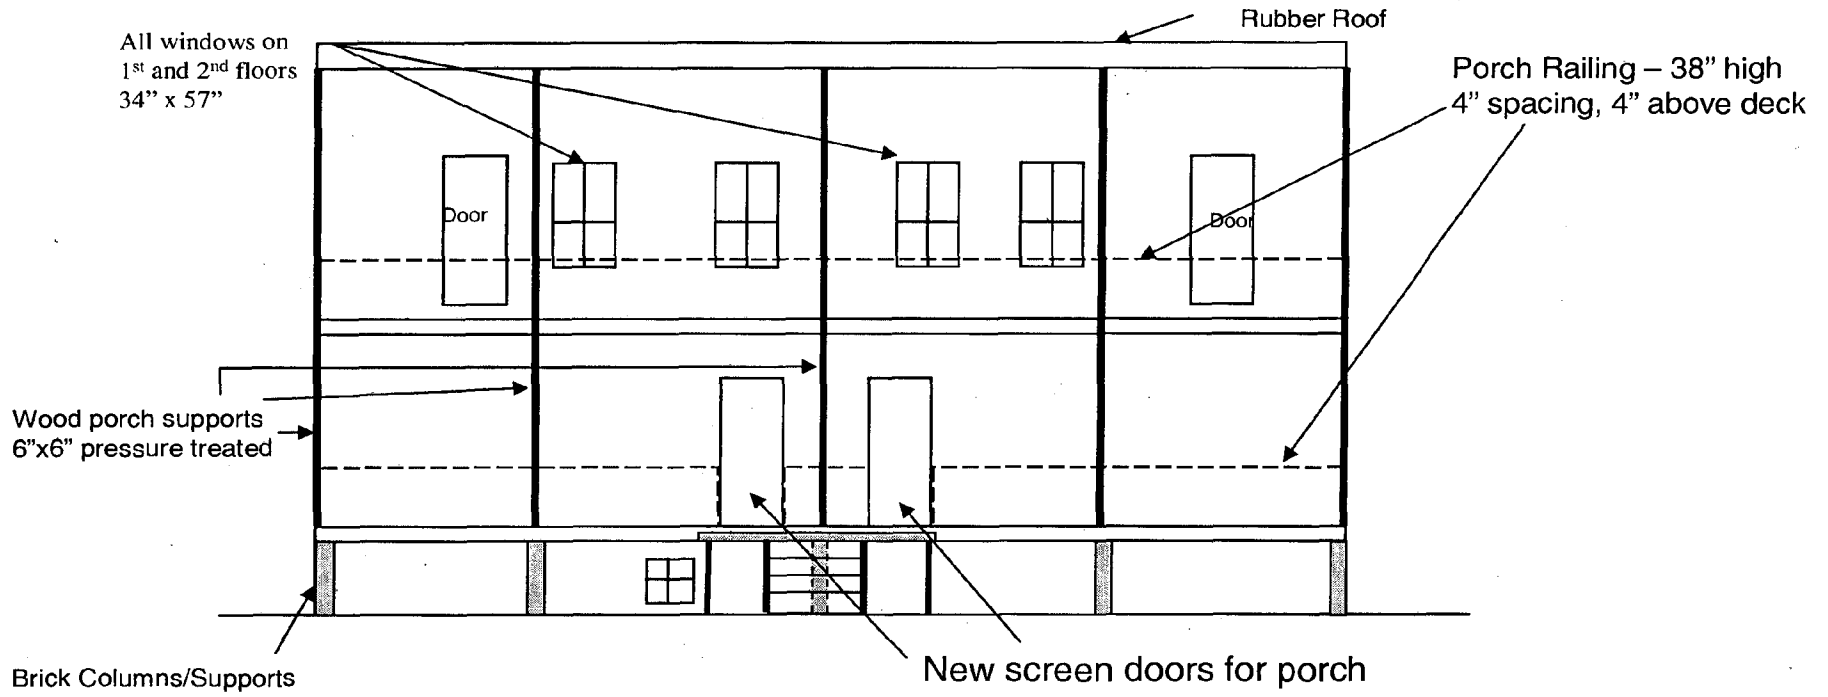 Rubber Roof
All windows on
1st and 2nd floors
34” x 57”
Porch Railing – 38” high
4” spacing, 4” above deck
Door
Door
Wood porch supports
6”x6” pressure treated
New screen doors for porch
Brick Columns/Supports